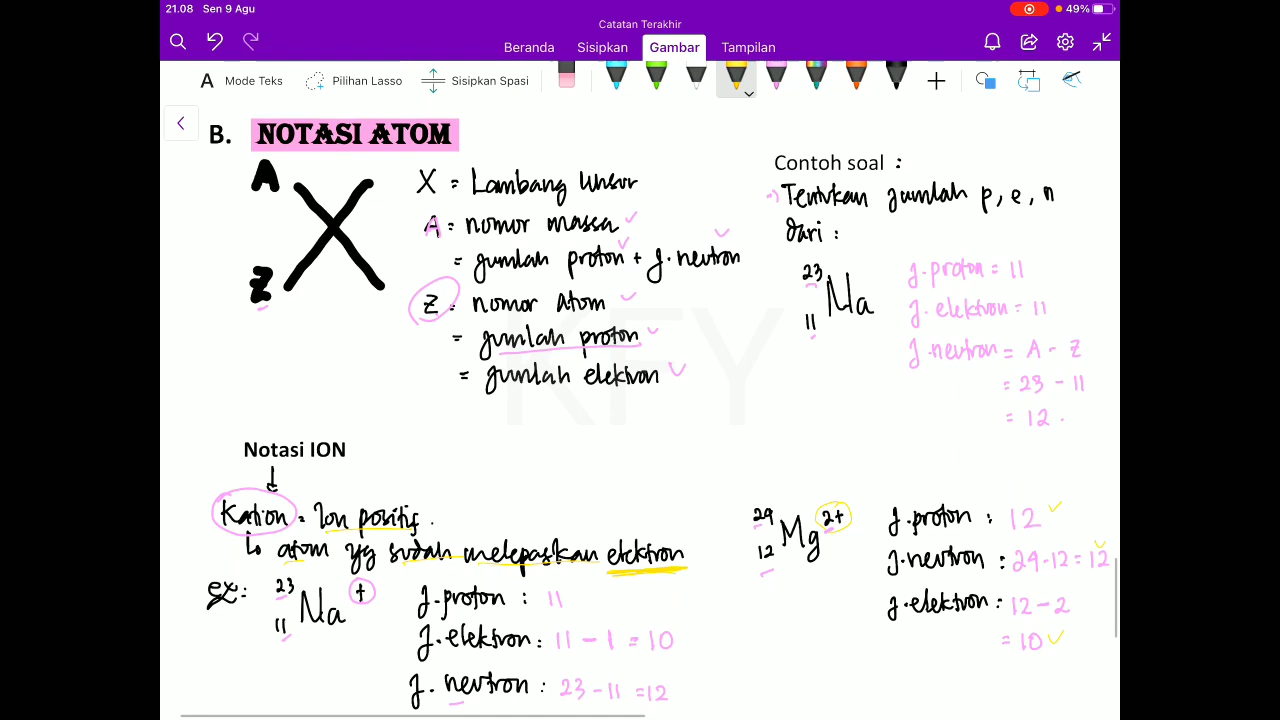 21.08 Sen 9 Agu
49%
Catatan Terakhir
Beranda Sisipkan Gambar Tampilan
A Mode Teks Pilihan Lasso Sisipkan Spasi
B. NOTASI ATOM
A
X
Z
X = Lambang Unsur
A = nomor massa
= jumlah proton + j. neutron
Z = nomor Atom
= jumlah proton
= jumlah elektron
Contoh soal :
→ Tentukan jumlah p, e, n
dari :
23
Na
11
j. proton = 11
j. elektron = 11
j. neutron = A - Z
= 23 - 11
= 12 .
KFY
Notasi ION
↓
Kation = Ion positif.
↳ atom yg sudah melepaskan elektron
ex :
23 +
Na
11
j. proton : 11
j. elektron : 11 - 1 = 10
j. neutron : 23 - 11 = 12
24 2+
Mg
12
j. proton : 12
j. neutron : 24 - 12 = 12
j. elektron : 12 - 2
= 10